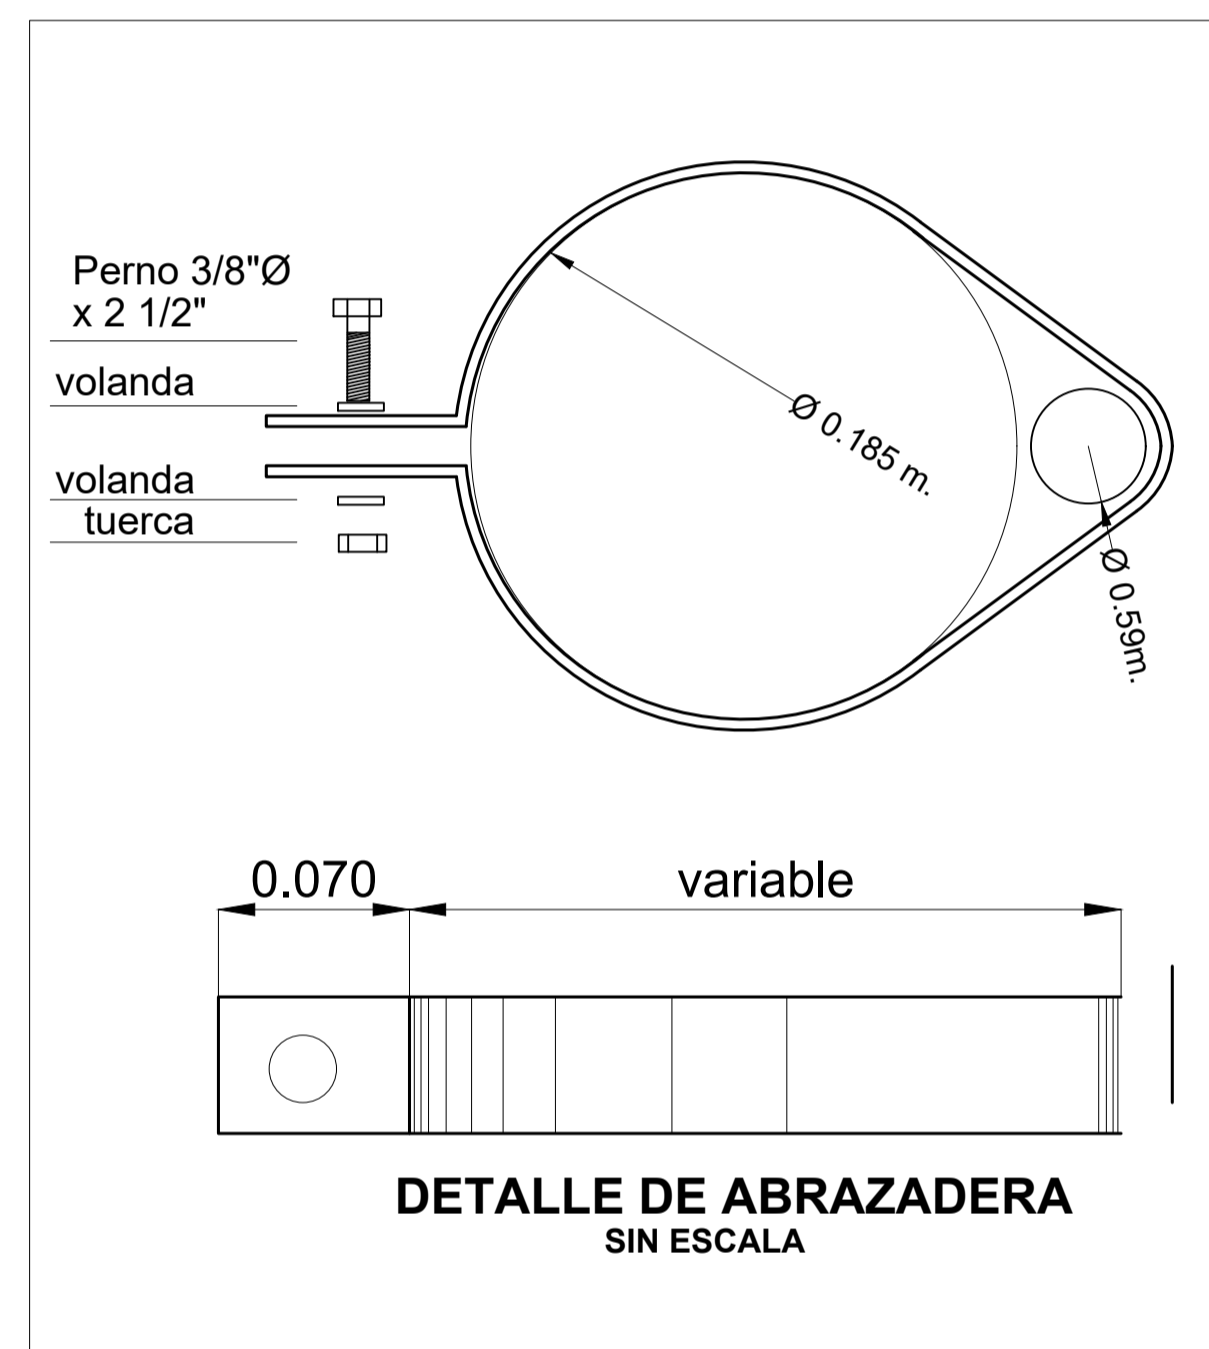 Perno 3/8"Ø
x 2 1/2"
volanda
volanda
tuerca
Ø 0.185 m.
Ø 0.59m.
0.070
variable
DETALLE DE ABRAZADERA
SIN ESCALA